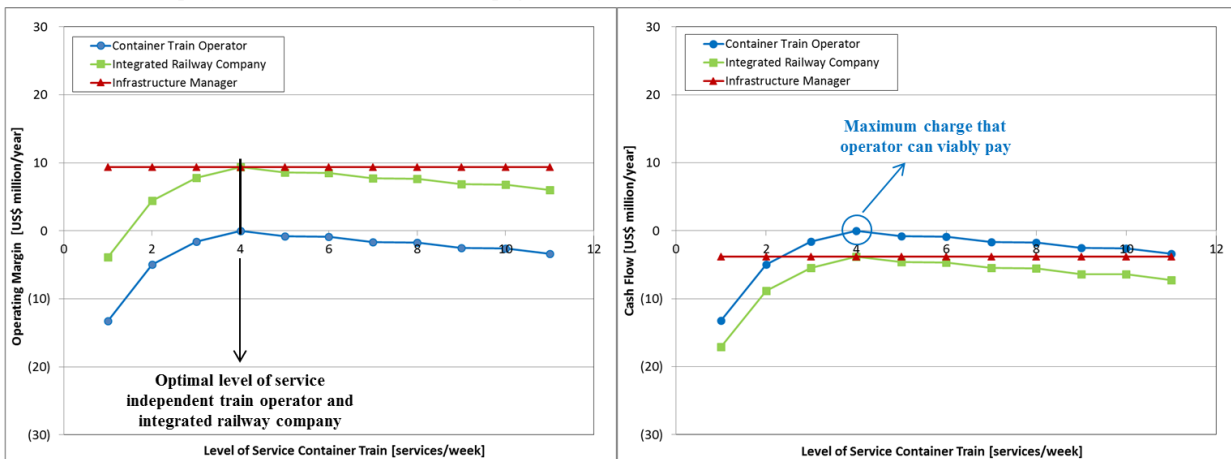 30
20
10
0
(10)
(20)
(30)
0
2
4
6
8
10
12
Operating Margin [US$ million/year]
Level of Service Container Train [services/week]
Container Train Operator
Integrated Railway Company
Infrastructure Manager
Optimal level of service
independent train operator and
integrated railway company
30
20
10
0
(10)
(20)
(30)
0
2
4
6
8
10
12
Cash Flow [US$ million/year]
Level of Service Container Train [services/week]
Container Train Operator
Integrated Railway Company
Infrastructure Manager
Maximum charge that
operator can viably pay